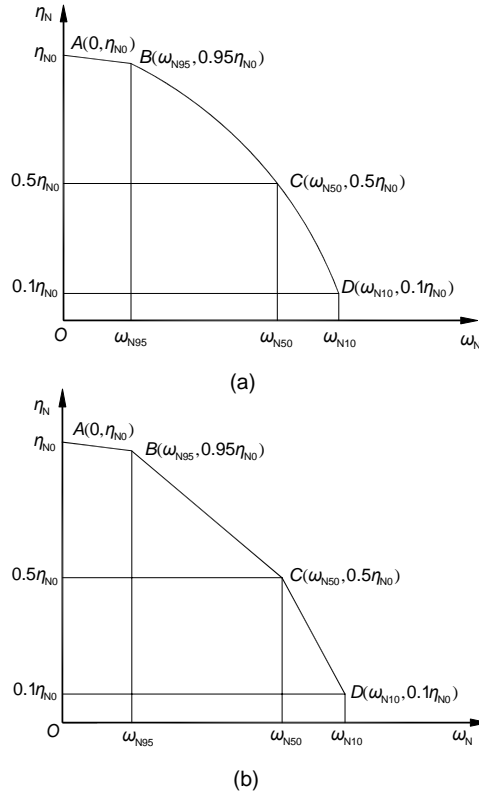 η_N
η_N0 A(0,η_N0) B(ω_N95,0.95η_N0)
0.5η_N0 C(ω_N50,0.5η_N0)
0.1η_N0 D(ω_N10,0.1η_N0)
O ω_N95 ω_N50 ω_N10 ω_N
(a)
η_N
η_N0 A(0,η_N0) B(ω_N95,0.95η_N0)
0.5η_N0 C(ω_N50,0.5η_N0)
0.1η_N0 D(ω_N10,0.1η_N0)
O ω_N95 ω_N50 ω_N10 ω_N
(b)